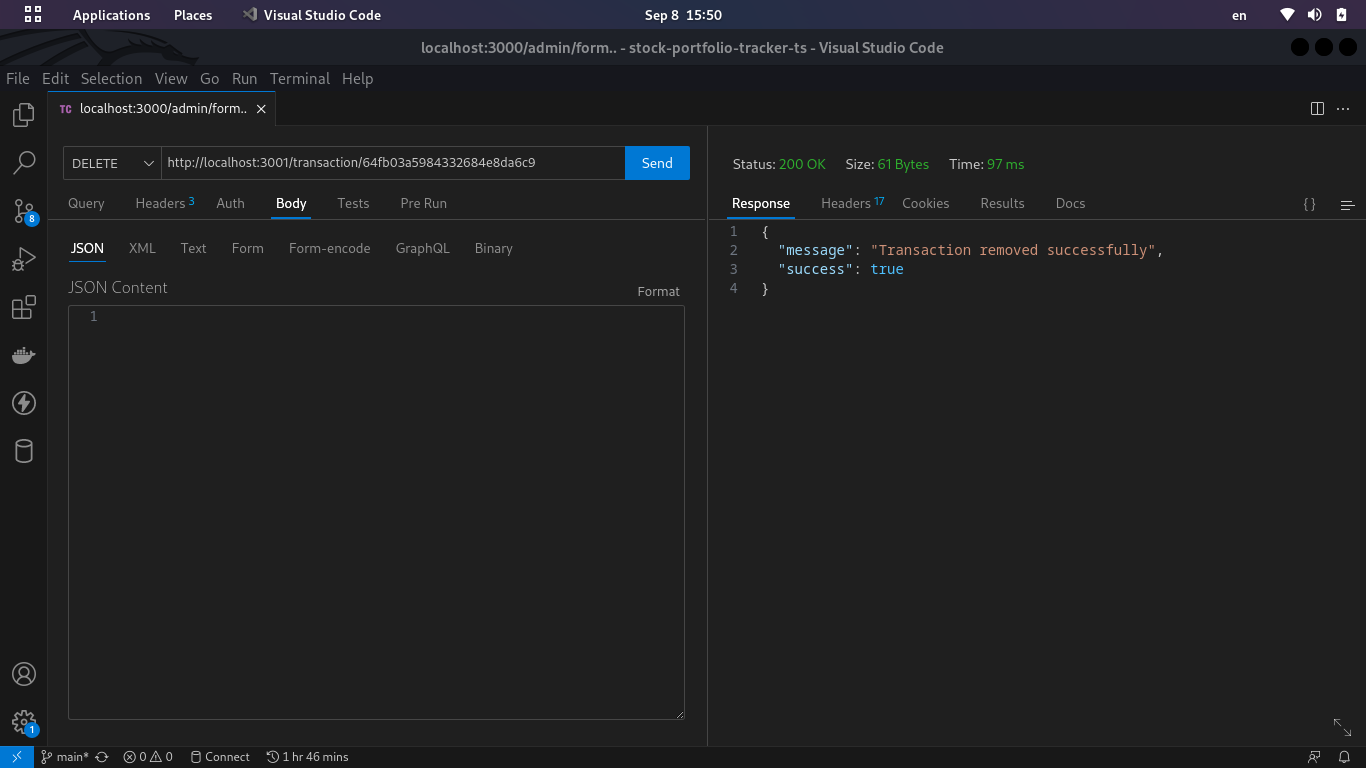 Applications Places Visual Studio Code Sep 8 15:50 en
localhost:3000/admin/form.. - stock-portfolio-tracker-ts - Visual Studio Code
File Edit Selection View Go Run Terminal Help
TC localhost:3000/admin/form..
DELETE http://localhost:3001/transaction/64fb03a5984332684e8da6c9 Send
Status: 200 OK Size: 61 Bytes Time: 97 ms
Query Headers 3 Auth Body Tests Pre Run
Response Headers 17 Cookies Results Docs { }
8
JSON XML Text Form Form-encode GraphQL Binary
JSON Content
Format
1
1 {
2 "message": "Transaction removed successfully",
3 "success": true
4 }
1
main* 0 0 Connect 1 hr 46 mins